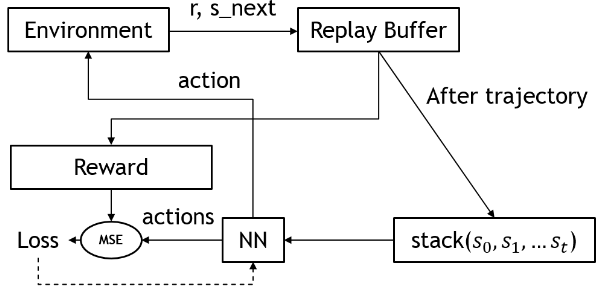 r, s_next
Environment
Replay Buffer
action
After trajectory
Reward
actions
Loss
MSE
NN
stack(s₀, s₁, … sₜ)